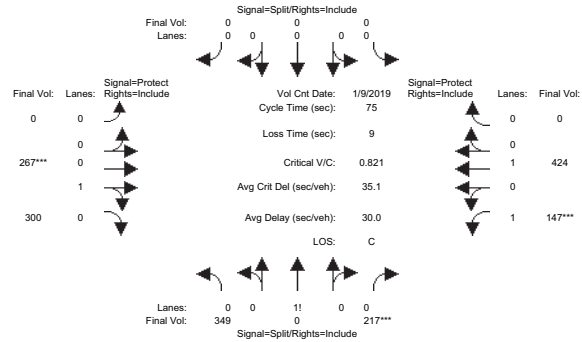 Signal=Split/Rights=Include
Final Vol: 0 0 0
Lanes: 0 0 0 0 0
Signal=Protect
Final Vol: Lanes: Rights=Include
Vol Cnt Date: 1/9/2019
Signal=Protect
Rights=Include Lanes: Final Vol:
Cycle Time (sec): 75
0 0
0 0
Loss Time (sec): 9
0
0
267*** 0
Critical V/C: 0.821
1 424
1
Avg Crit Del (sec/veh): 35.1
0
300 0
Avg Delay (sec/veh): 30.0
1 147***
LOS: C
Lanes: 0 0 1! 0 0
Final Vol: 349 0 217***
Signal=Split/Rights=Include